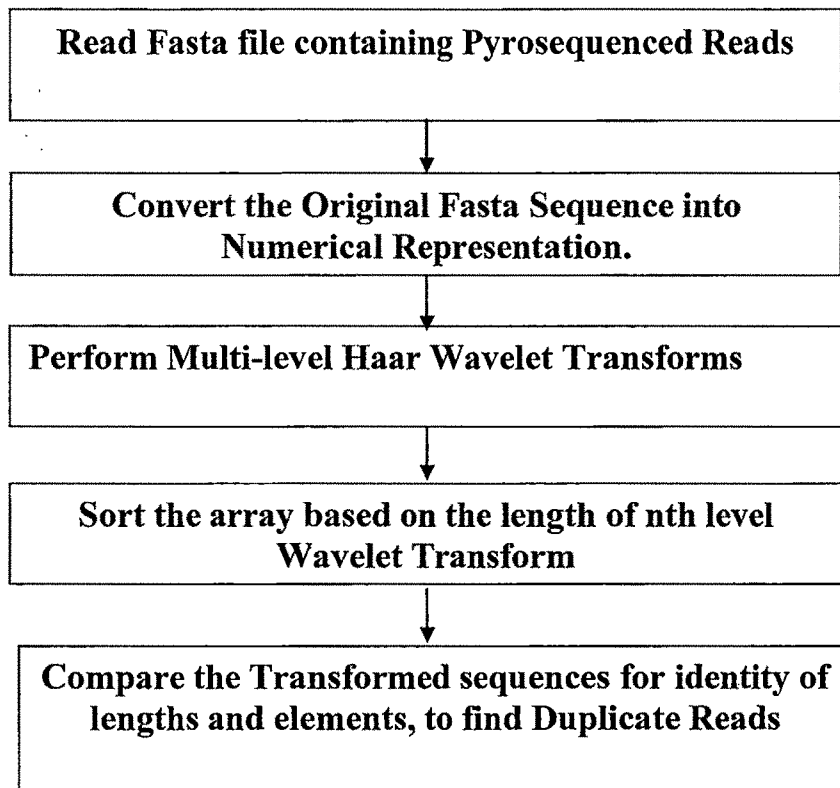 Read Fasta file containing Pyrosequenced Reads
Convert the Original Fasta Sequence into
Numerical Representation.
Perform Multi-level Haar Wavelet Transforms
Sort the array based on the length of nth level
Wavelet Transform
Compare the Transformed sequences for identity of
lengths and elements, to find Duplicate Reads